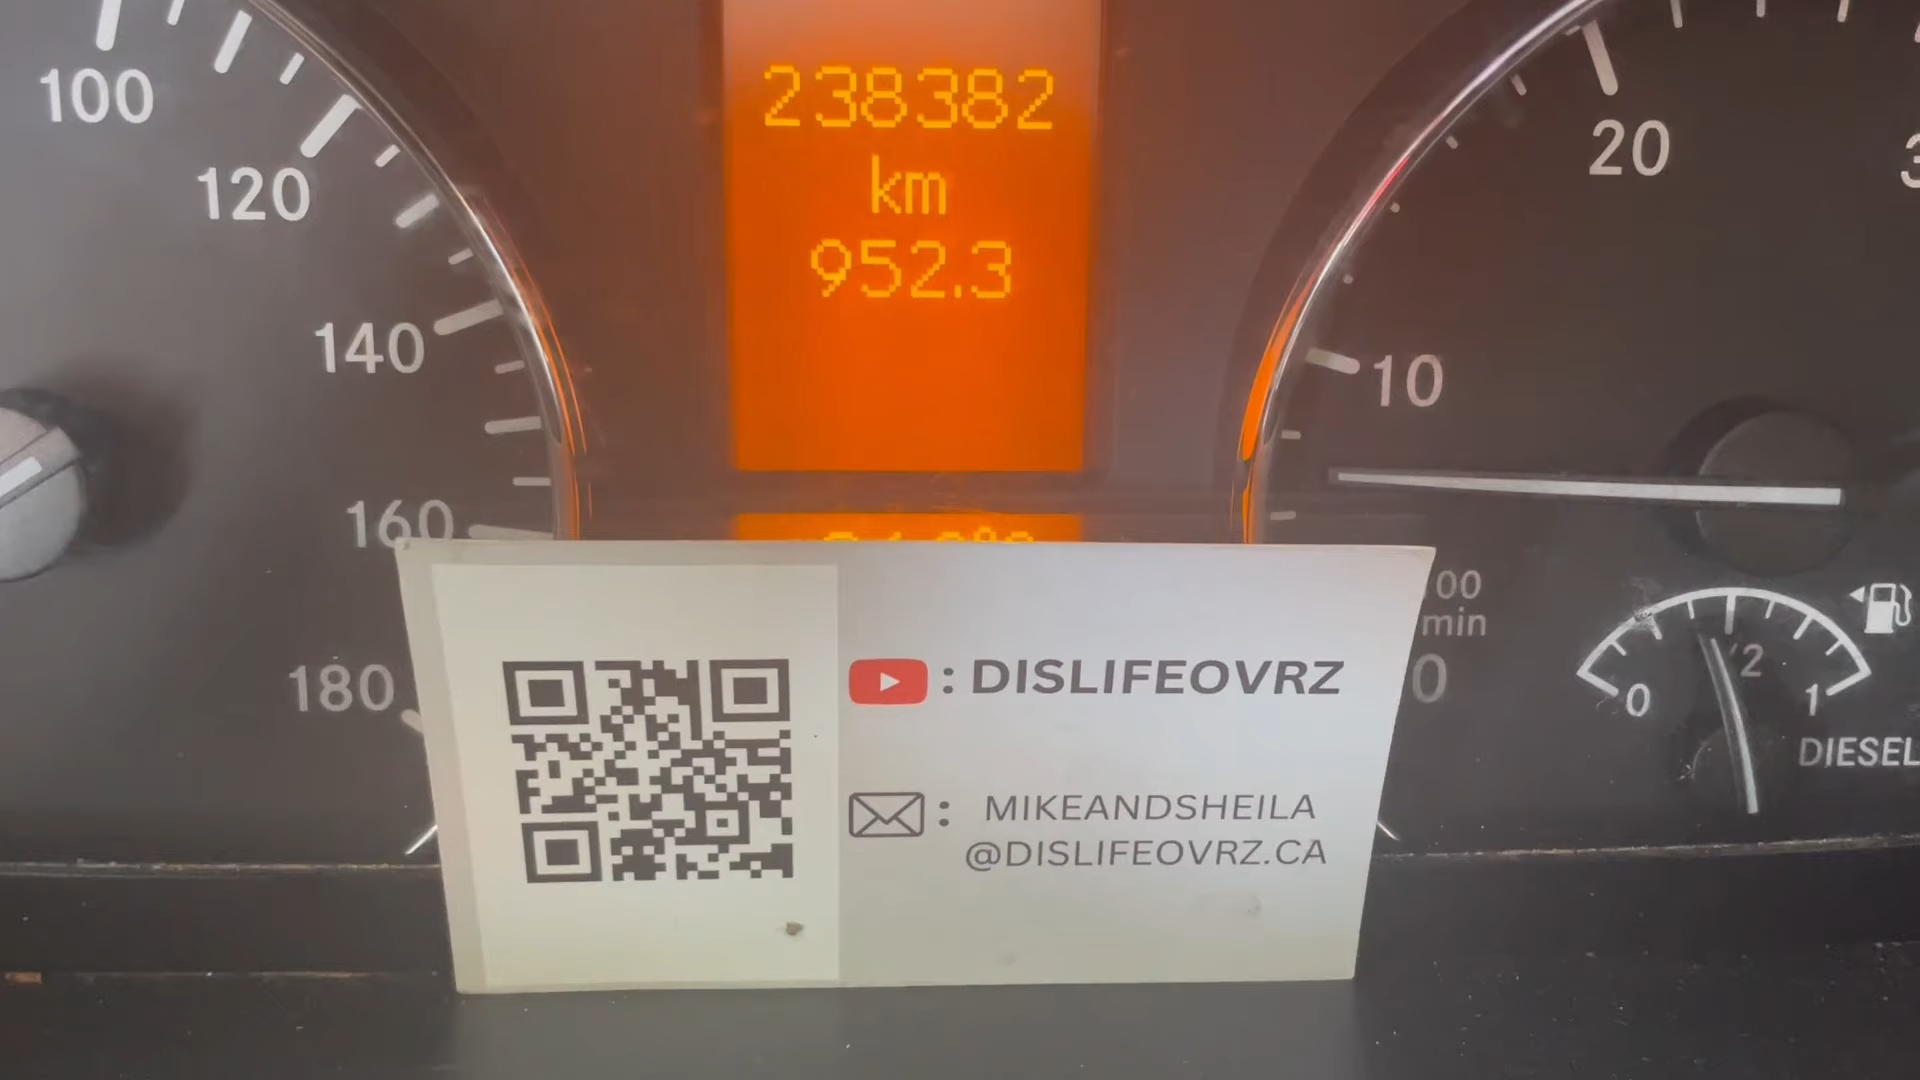 100
120
140
160
180
238382
km
952.3
20
10
00
min
0
0
1/2
1
DIESEL
: DISLIFEOVRZ
: MIKEANDSHEILA
@DISLIFEOVRZ.CA